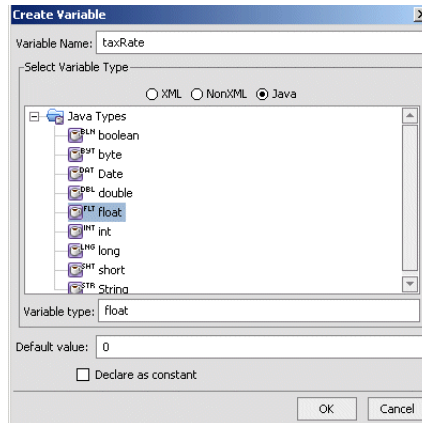 Create Variable
Variable Name: taxRate
Select Variable Type
XML NonXML Java
Java Types
BLN boolean
BYT byte
DAT Date
DBL double
FLT float
INT int
LNG long
SHT short
STR String
Variable type: float
Default value: 0
Declare as constant
OK Cancel